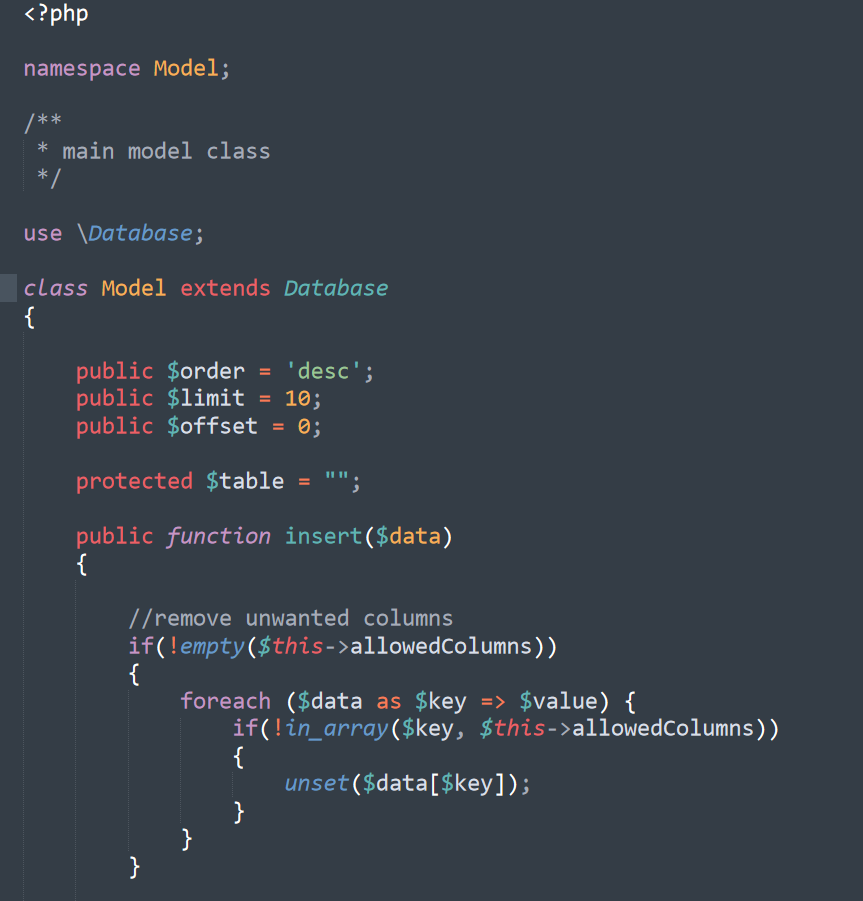 <?php
namespace Model;
/**
 * main model class
 */
use \Database;
class Model extends Database
{
    public $order = 'desc';
    public $limit = 10;
    public $offset = 0;
    protected $table = "";
    public function insert($data)
    {
        //remove unwanted columns
        if(!empty($this->allowedColumns))
        {
            foreach ($data as $key => $value) {
                if(!in_array($key, $this->allowedColumns))
                {
                    unset($data[$key]);
                }
            }
        }